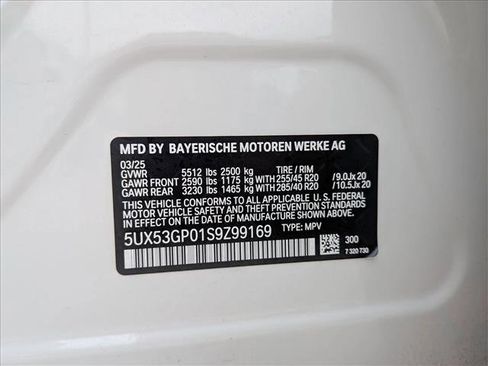 MFD BY BAYERISCHE MOTOREN WERKE AG
03/25
GVWR 5512 lbs 2500 kg TIRE / RIM
GAWR FRONT 2590 lbs 1175 kg WITH 255/45 R20 /9.0Jx 20
GAWR REAR 3230 lbs 1465 kg WITH 285/40 R20 / 10.5Jx 20
THIS VEHICLE CONFORMS TO ALL APPLICABLE U.S. FEDERAL
MOTOR VEHICLE SAFETY AND THEFT PREVENTION STANDARDS
IN EFFECT ON THE DATE OF MANUFACTURE SHOWN ABOVE.
5UX53GP01S9Z99169 TYPE: MPV
300
7 320 730